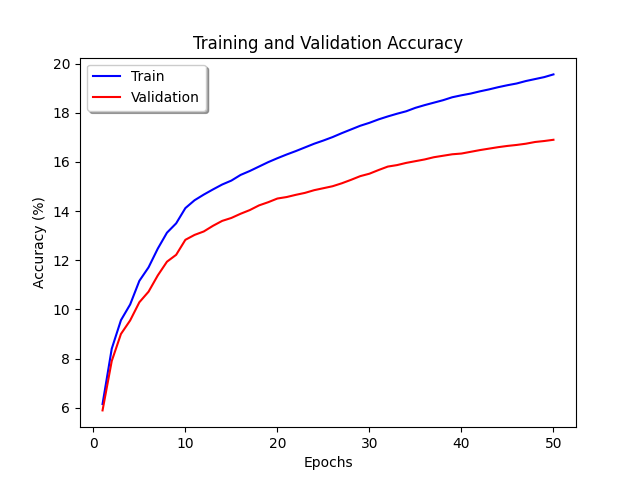 Training and Validation Accuracy
Train
Validation
20
18
16
14
12
10
8
6
Accuracy (%)
0 10 20 30 40 50
Epochs